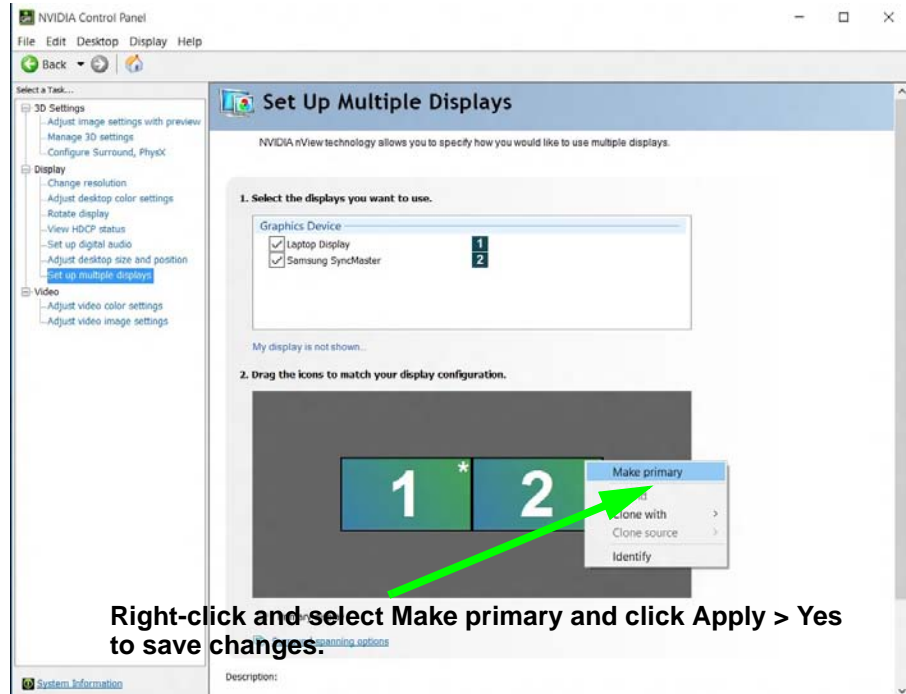 NVIDIA Control Panel
File Edit Desktop Display Help
Back
Select a Task...
3D Settings
Adjust image settings with preview
Manage 3D settings
Configure Surround, PhysX
Display
Change resolution
Adjust desktop color settings
Rotate display
View HDCP status
Set up digital audio
Adjust desktop size and position
Set up multiple displays
Video
Adjust video color settings
Adjust video image settings
System Information
Set Up Multiple Displays
NVIDIA nView technology allows you to specify how you would like to use multiple displays.
1. Select the displays you want to use.
Graphics Device
Laptop Display 1
Samsung SyncMaster 2
My display is not shown...
2. Drag the icons to match your display configuration.
1 * 2
Make primary
Clone with
Clone source
Identify
Right-click and select Make primary and click Apply > Yes
to save changes.
spanning options
Description: